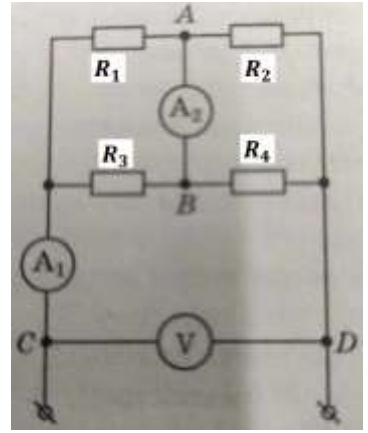 A
R₁ R₂
A₂
R₃ R₄
B
A₁
C V D